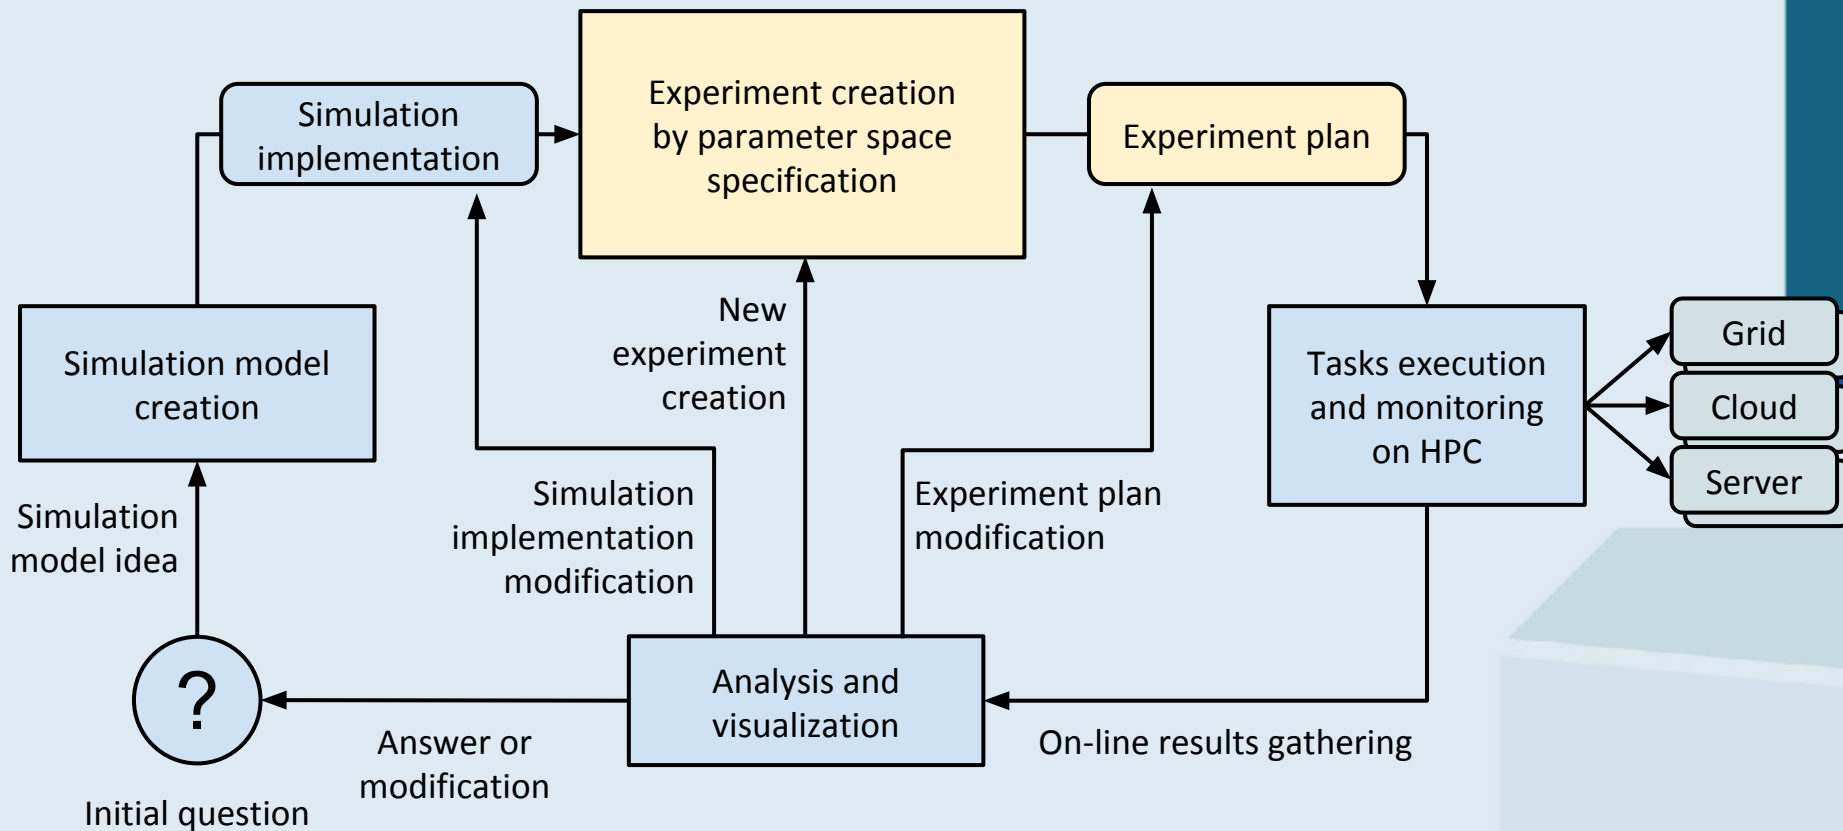 Simulation
implementation
Experiment creation
by parameter space
specification
Experiment plan
Simulation model
creation
New
experiment
creation
Tasks execution
and monitoring
on HPC
Grid
Cloud
Server
Simulation
model idea
Simulation
implementation
modification
Experiment plan
modification
?
Analysis and
visualization
Answer or
modification
On-line results gathering
Initial question